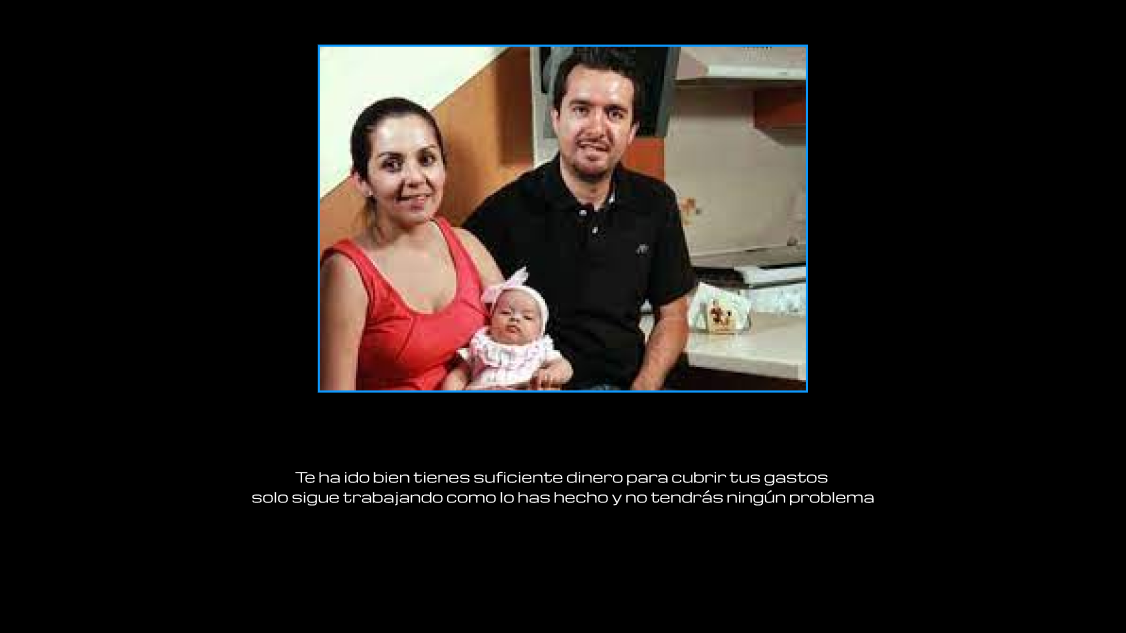 Te ha ido bien tienes suficiente dinero para cubrir tus gastos
solo sigue trabajando como lo has hecho y no tendrás ningún problema